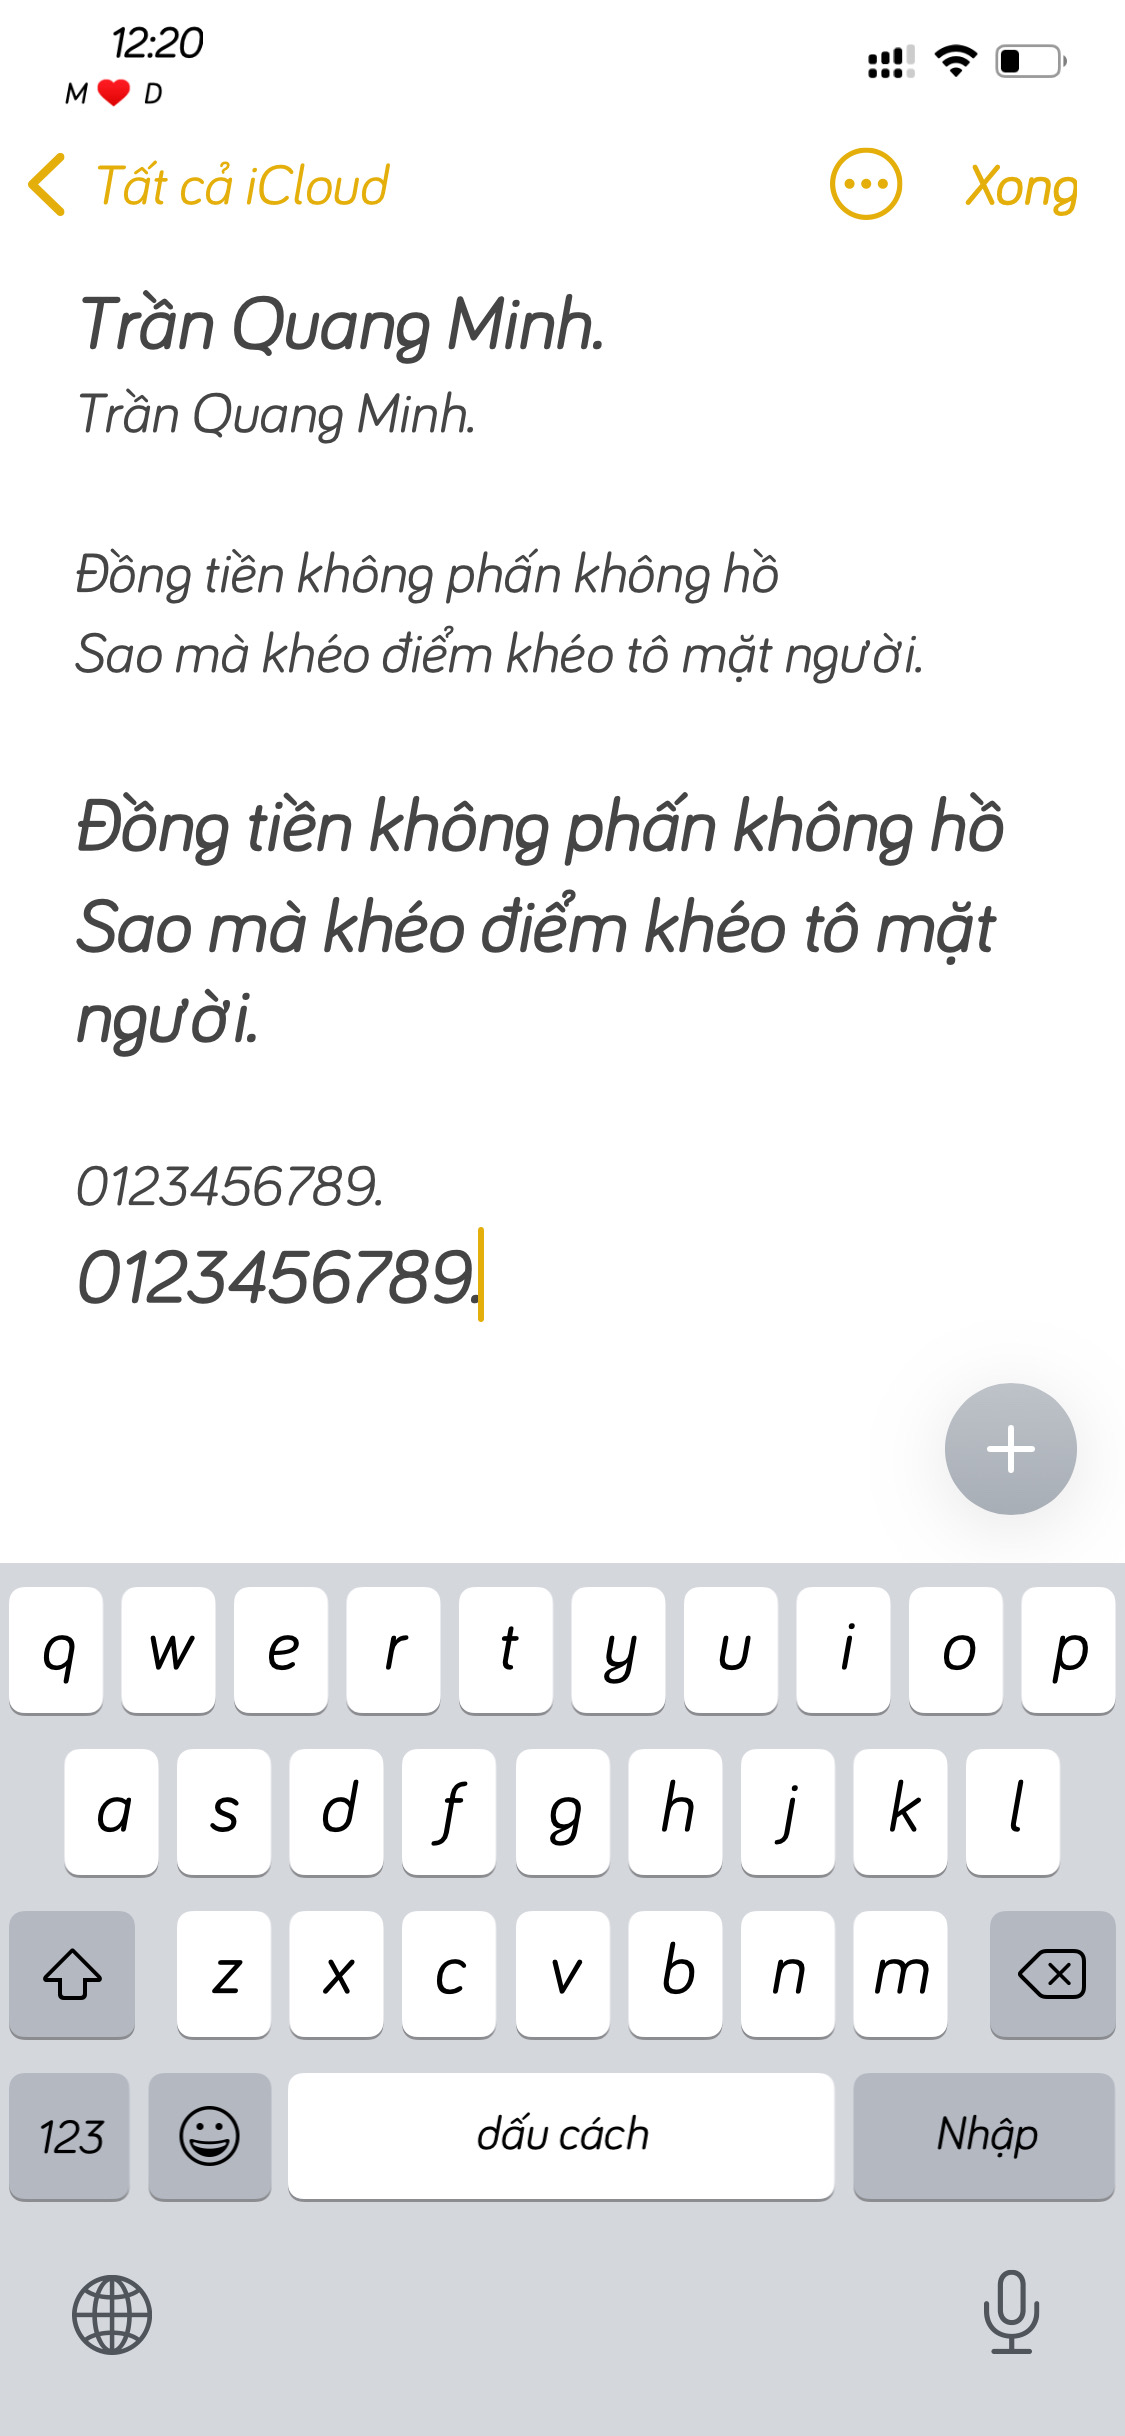 12:20
M ❤️ D
Tất cả iCloud
Xong
Trần Quang Minh.
Trần Quang Minh.
Đồng tiền không phấn không hồ
Sao mà khéo điểm khéo tô mặt người.
Đồng tiền không phấn không hồ
Sao mà khéo điểm khéo tô mặt
người.
0123456789.
0123456789.
q w e r t y u i o p
a s d f g h j k l
z x c v b n m
123 dấu cách Nhập